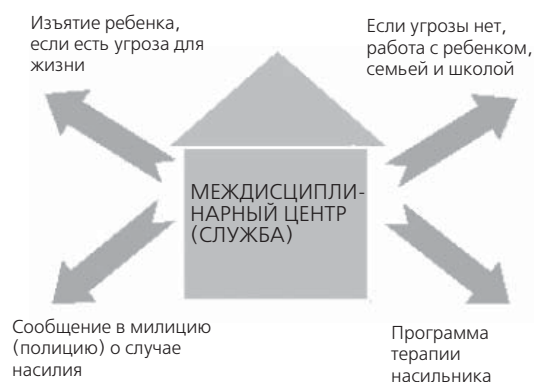 Изъятие ребенка,
если есть угроза для
жизни
Если угрозы нет,
работа с ребенком,
семьей и школой
МЕЖДИСЦИПЛИ-
НАРНЫЙ ЦЕНТР
(СЛУЖБА)
Сообщение в милицию
(полицию) о случае
насилия
Программа
терапии
насильника